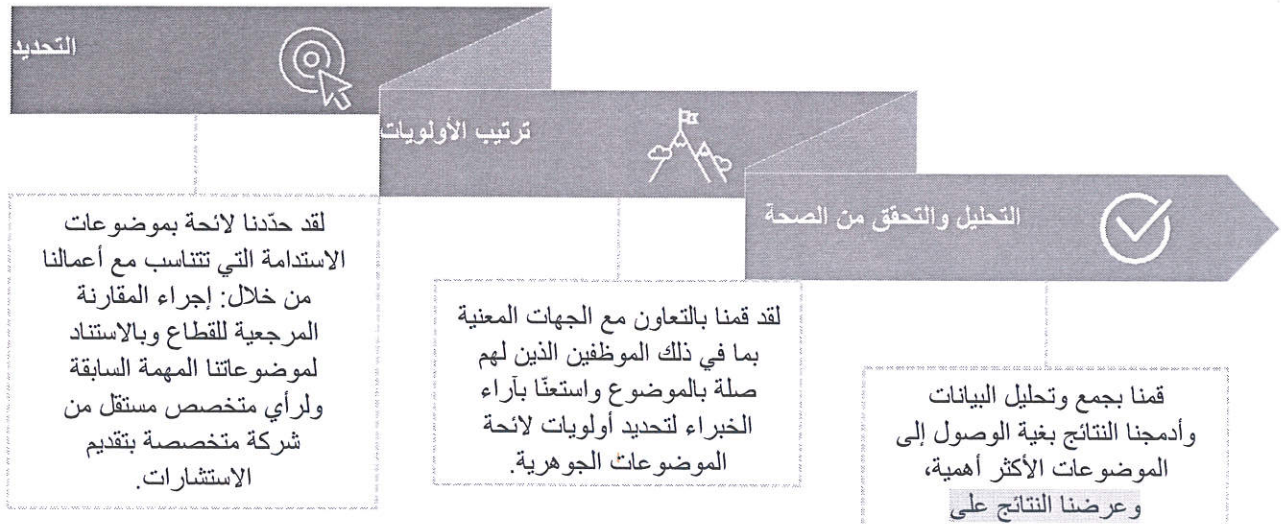 التحديد
لقد حدّدنا لائحة بموضوعات
الاستدامة التي تتناسب مع أعمالنا
من خلال: إجراء المقارنة
المرجعية للقطاع وبالاستناد
لموضوعاتنا المهمة السابقة
ولرأي متخصص مستقل من
شركة متخصصة بتقديم
الاستشارات.
ترتيب الأولويات
لقد قمنا بالتعاون مع الجهات المعنية
بما في ذلك الموظفين الذين لهم
صلة بالموضوع واستعنّا بآراء
الخبراء لتحديد أولويات لائحة
الموضوعات الجوهرية.
التحليل والتحقق من الصحة
قمنا بجمع وتحليل البيانات
وأدمجنا النتائج بغية الوصول إلى
الموضوعات الأكثر أهمية،
وعرضنا النتائج على